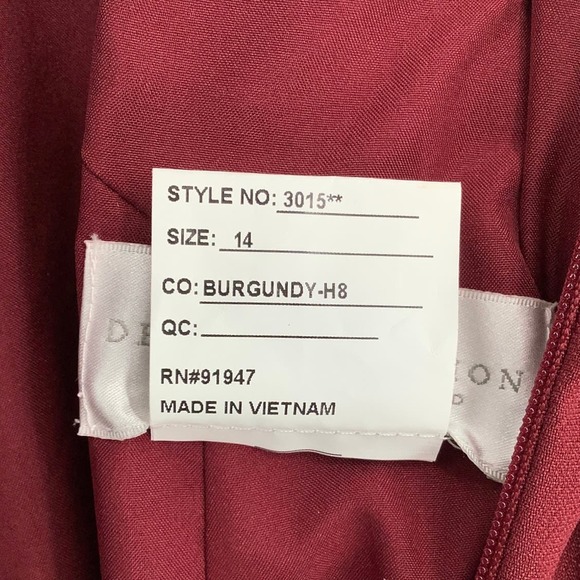 STYLE NO: 3015**
SIZE: 14
CO: BURGUNDY-H8
QC:
RN#91947
MADE IN VIETNAM